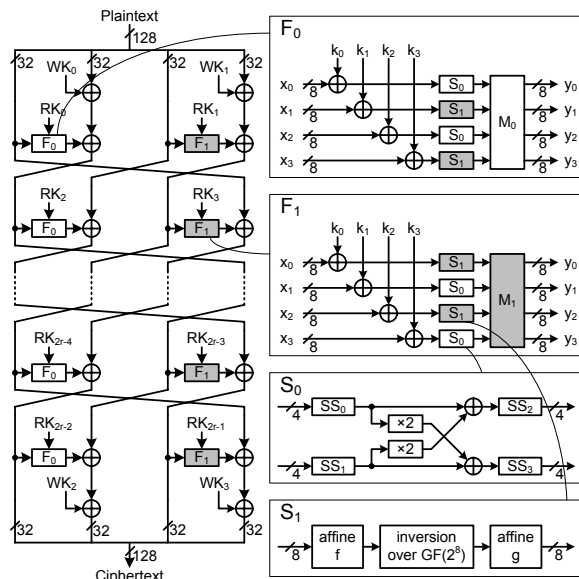 Plaintext
128
32 32 32 32
WK0 WK1
RK0 RK1
F0 F1
RK2 RK3
F0 F1
RK2r-4 RK2r-3
F0 F1
RK2r-2 RK2r-1
F0 F1
WK2 WK3
32 32 32 32
128
Ciphertext
F0
k0 k1 k2 k3
x0 8 S0 8 y0
x1 8 S1 8 y1
x2 8 S0 8 y2
x3 8 S1 8 y3
M0
F1
k0 k1 k2 k3
x0 8 S1 8 y0
x1 8 S0 8 y1
x2 8 S1 8 y2
x3 8 S0 8 y3
M1
S0
4 SS0 SS2 4
×2
×2
4 SS1 SS3 4
S1
8 affine f inversion over GF(2^8) affine g 8